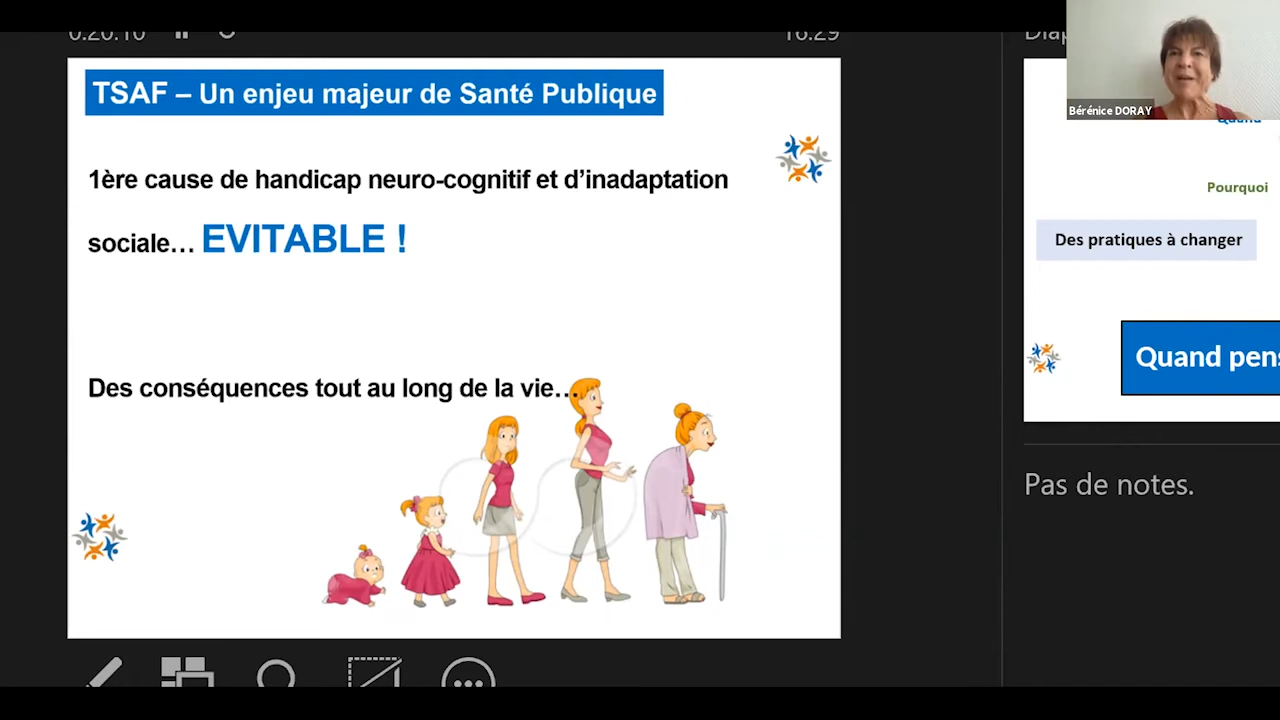 0:20:10
16:29
TSAF – Un enjeu majeur de Santé Publique
1ère cause de handicap neuro-cognitif et d’inadaptation
sociale… EVITABLE !
Des conséquences tout au long de la vie…
Bérénice DORAY
Quand
Pourquoi
Des pratiques à changer
Quand
Pas de notes.